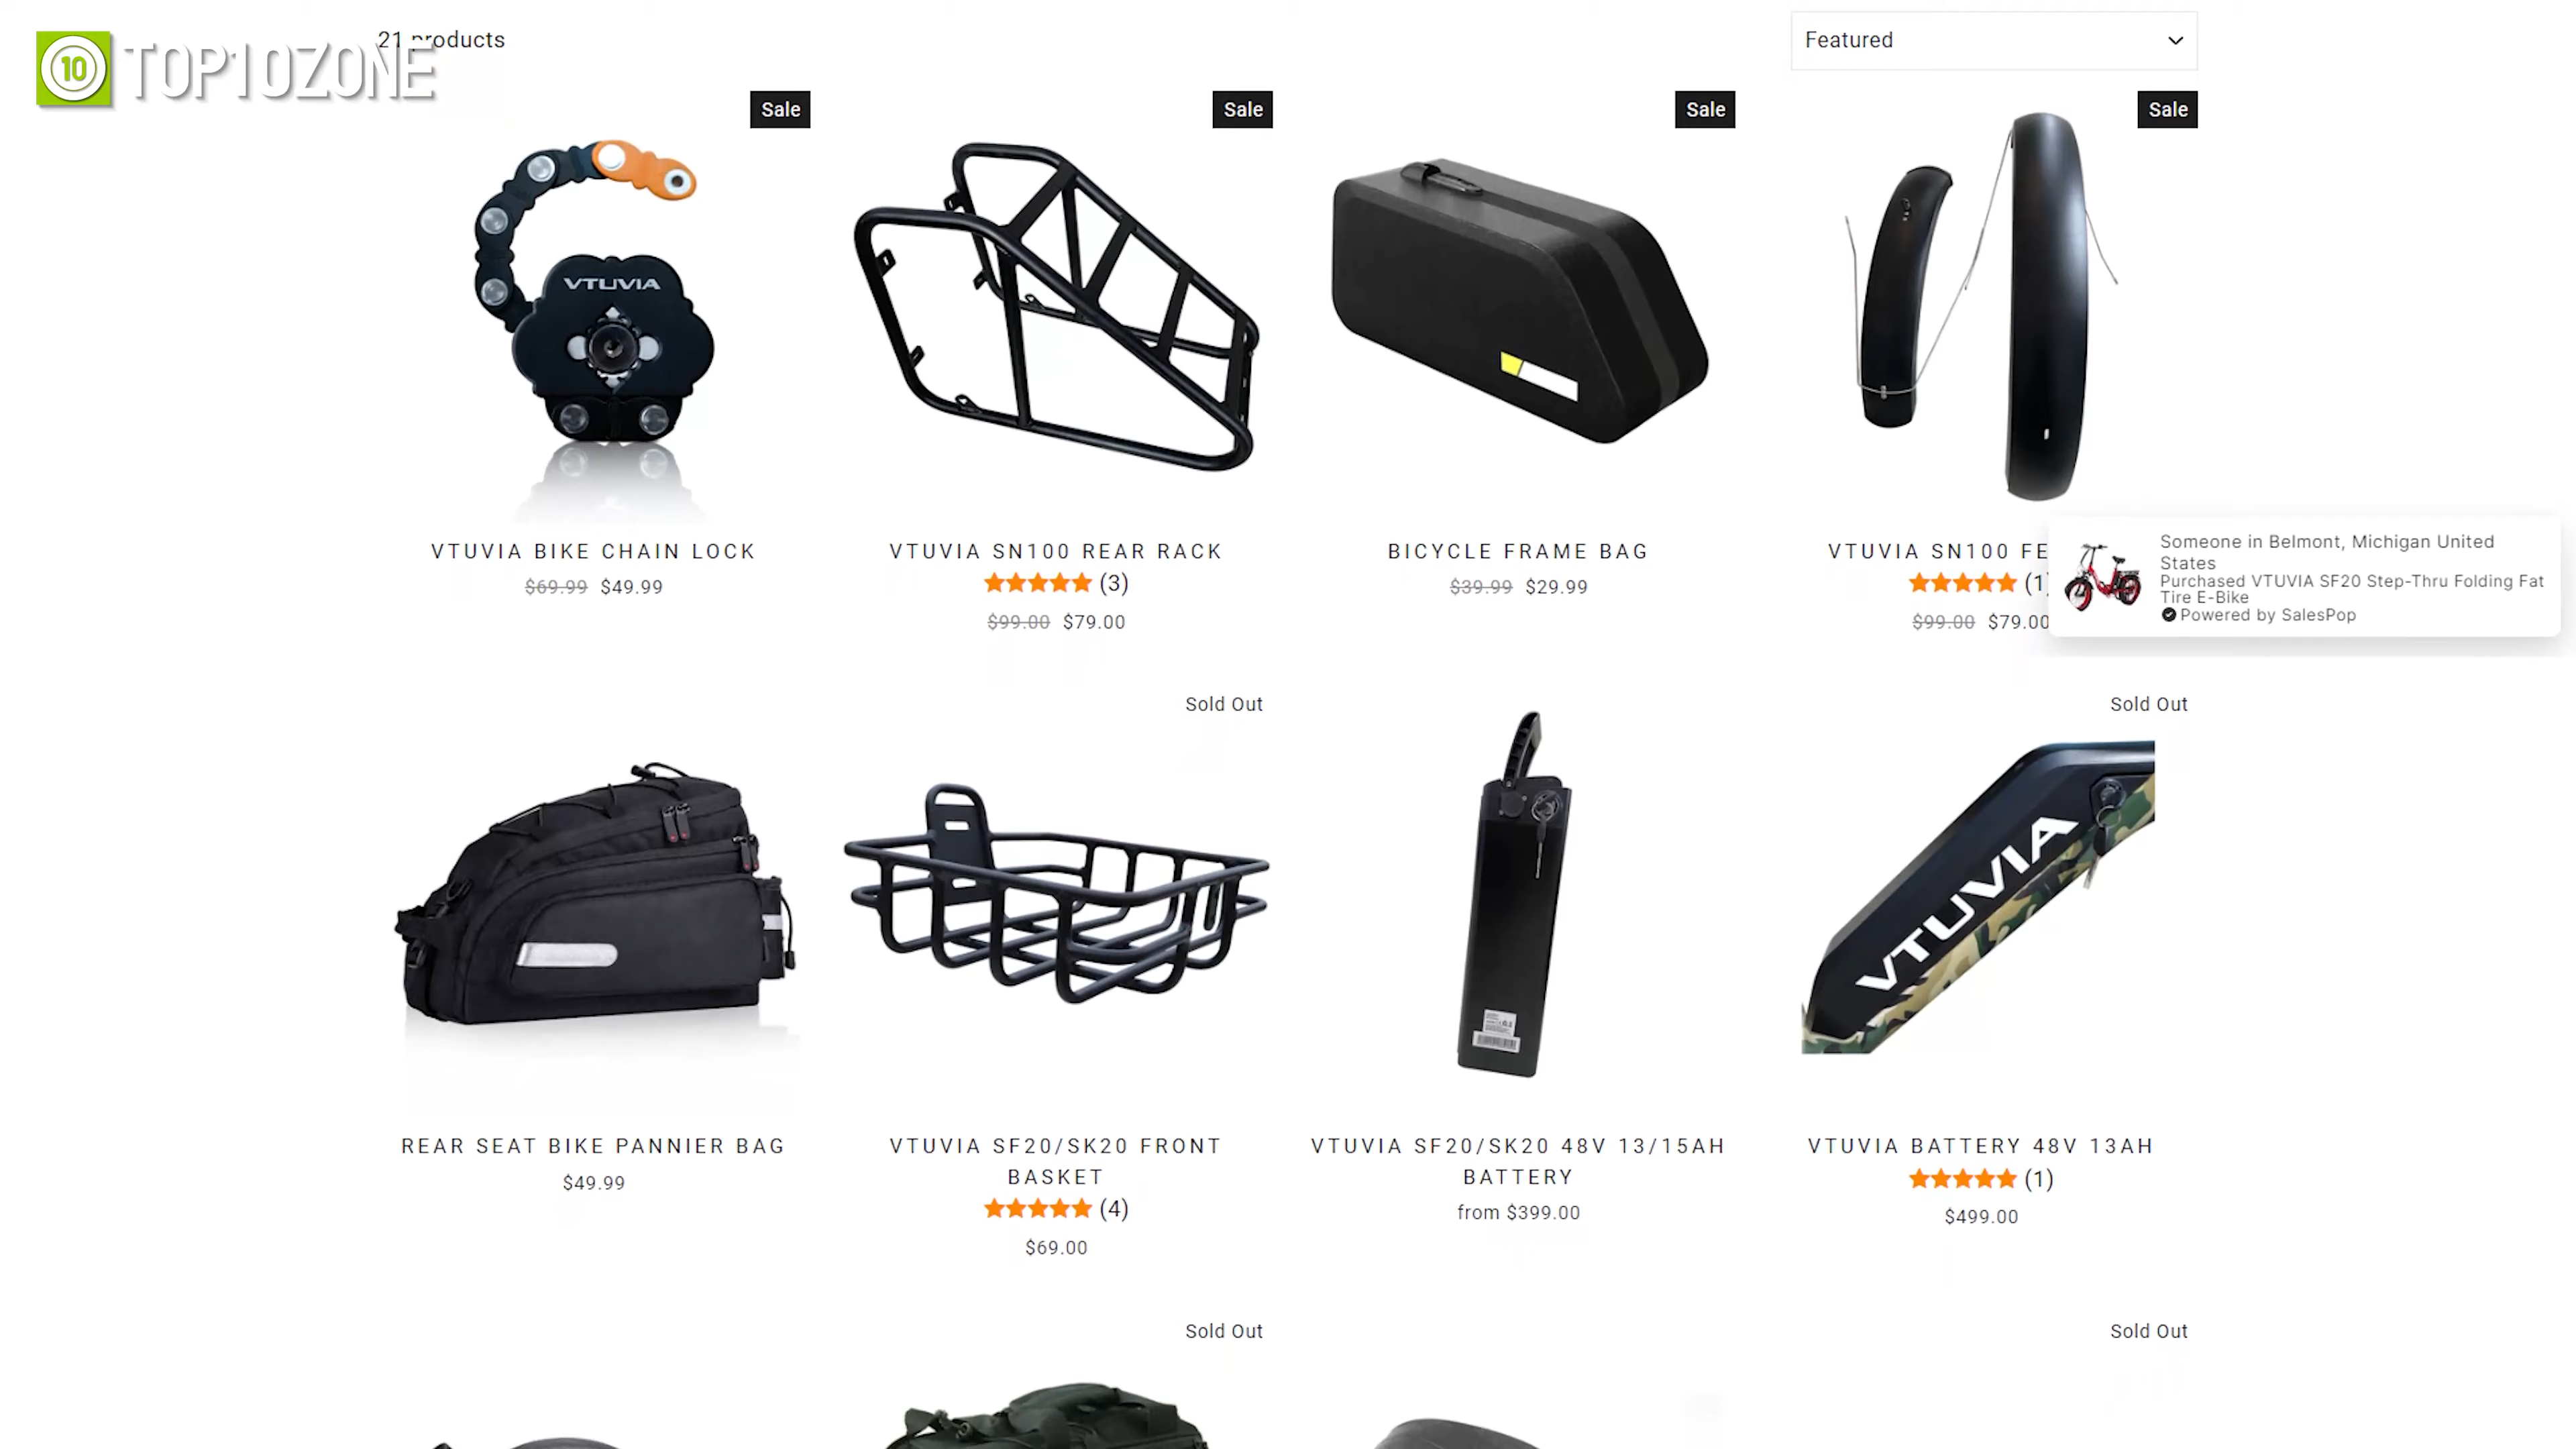 10 TOP10ZONE
21 products
Featured
Sale
Sale
Sale
Sale
VTUVIA
VTUVIA BIKE CHAIN LOCK
$69.99 $49.99
VTUVIA SN100 REAR RACK
(3)
$99.00 $79.00
BICYCLE FRAME BAG
$39.99 $29.99
VTUVIA SN100 FE
(1)
$99.00 $79.00
Someone in Belmont, Michigan United
States
Purchased VTUVIA SF20 Step-Thru Folding Fat
Tire E-Bike
Powered by SalesPop
Sold Out
Sold Out
VTUVIA
REAR SEAT BIKE PANNIER BAG
$49.99
VTUVIA SF20/SK20 FRONT
BASKET
(4)
$69.00
VTUVIA SF20/SK20 48V 13/15AH
BATTERY
from $399.00
VTUVIA BATTERY 48V 13AH
(1)
$499.00
Sold Out
Sold Out